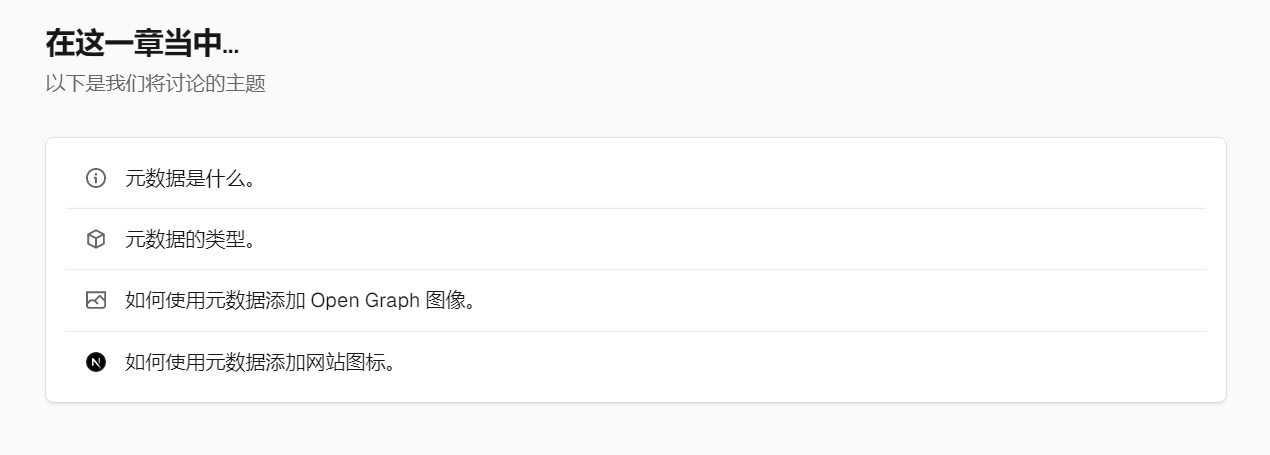 在这一章当中...
以下是我们将讨论的主题
元数据是什么。
元数据的类型。
如何使用元数据添加 Open Graph 图像。
如何使用元数据添加网站图标。